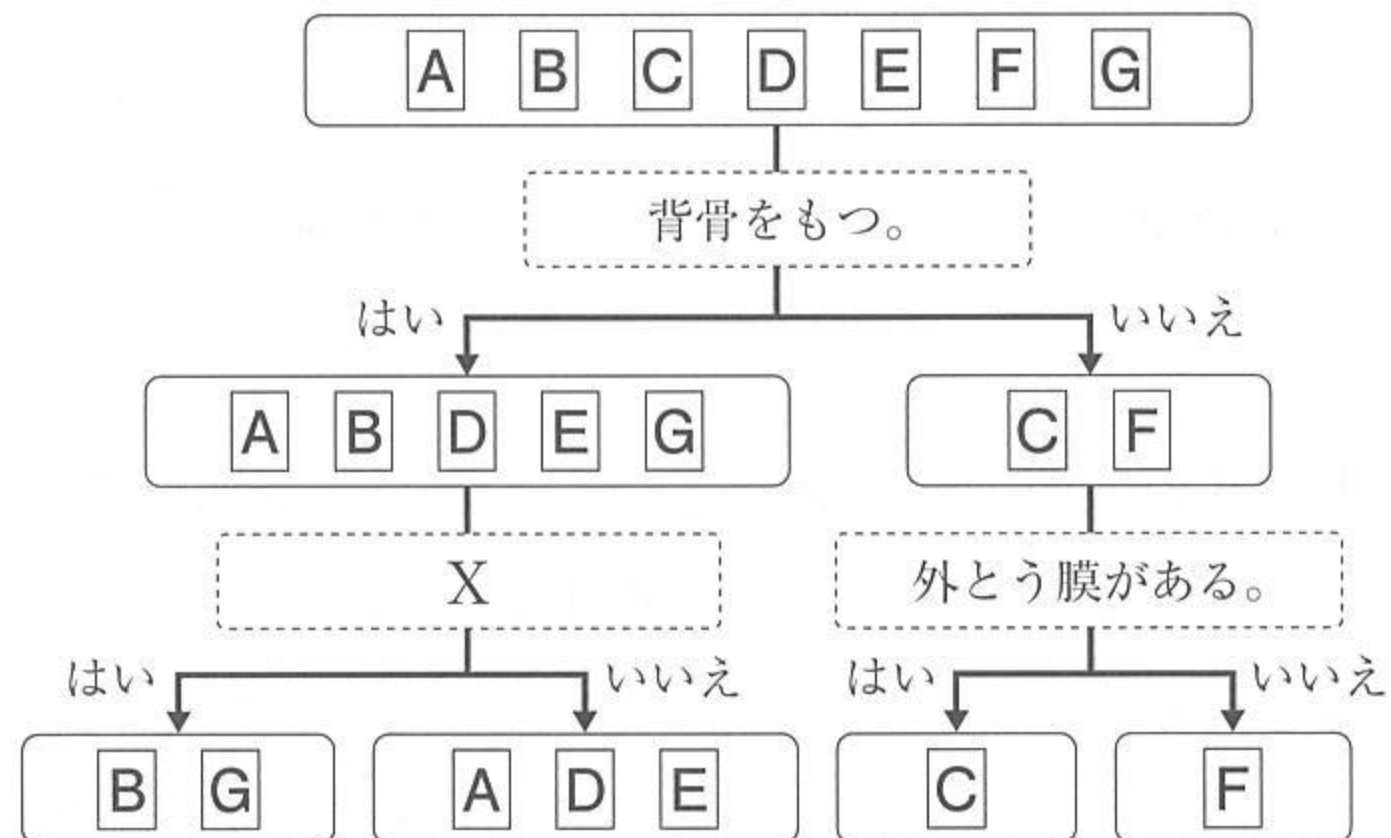 A B C D E F G
背骨をもつ。
はい いいえ
A B D E G C F
X 外とう膜がある。
はい いいえ はい いいえ
B G A D E C F